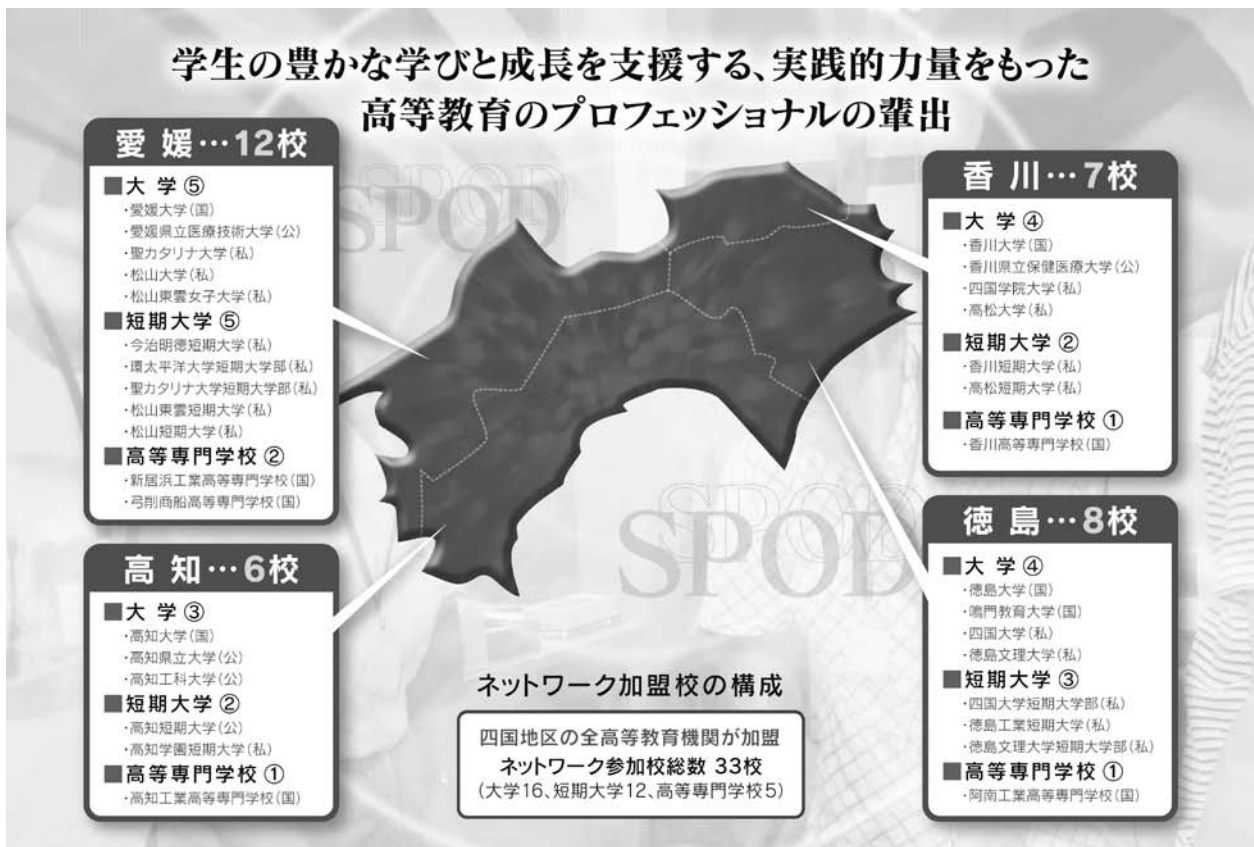 学生の豊かな学びと成長を支援する、実践的力量をもった
高等教育のプロフェッショナルの輩出
愛媛…12校
■大学⑤
・愛媛大学(国)
・愛媛県立医療技術大学(公)
・聖カタリナ大学(私)
・松山大学(私)
・松山東雲女子大学(私)
■短期大学⑤
・今治明徳短期大学(私)
・環太平洋大学短期大学部(私)
・聖カタリナ大学短期大学部(私)
・松山東雲短期大学(私)
・松山短期大学(私)
■高等専門学校②
・新居浜工業高等専門学校(国)
・弓削商船高等専門学校(国)
高知…6校
■大学③
・高知大学(国)
・高知県立大学(公)
・高知工科大学(公)
■短期大学②
・高知短期大学(公)
・高知学園短期大学(私)
■高等専門学校①
・高知工業高等専門学校(国)
香川…7校
■大学④
・香川大学(国)
・香川県立保健医療大学(公)
・四国学院大学(私)
・高松大学(私)
■短期大学②
・香川短期大学(私)
・高松短期大学(私)
■高等専門学校①
・香川高等専門学校(国)
徳島…8校
■大学④
・徳島大学(国)
・鳴門教育大学(国)
・四国大学(私)
・徳島文理大学(私)
■短期大学③
・四国大学短期大学部(私)
・徳島工業短期大学(私)
・徳島文理大学短期大学部(私)
■高等専門学校①
・阿南工業高等専門学校(国)
SPOD
SPOD
SPOD
SPOD
ネットワーク加盟校の構成
四国地区の全高等教育機関が加盟
ネットワーク参加校総数 33校
(大学16、短期大学12、高等専門学校5)